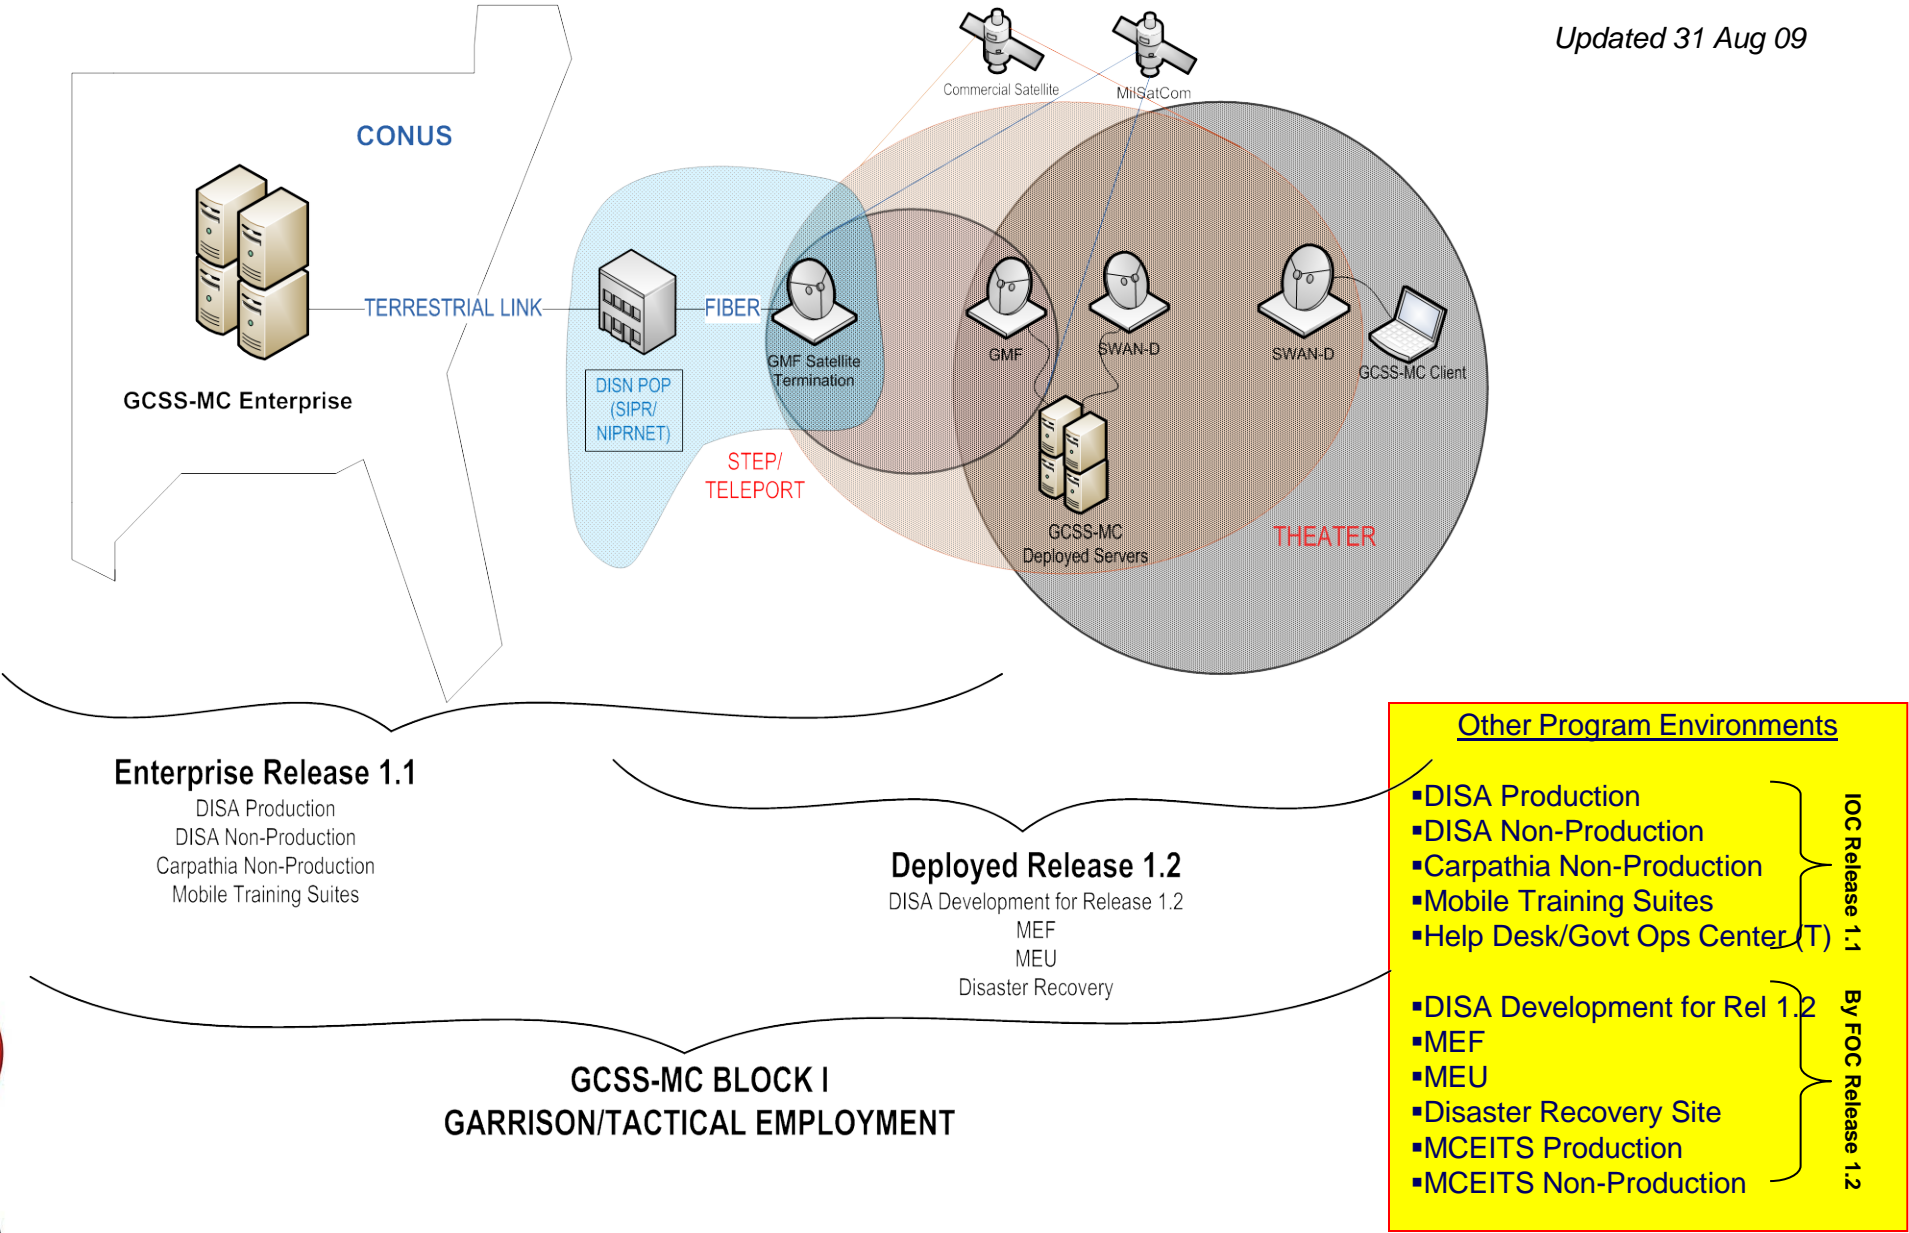 Updated 31 Aug 09
Commercial Satellite
MilSatCom
CONUS
TERRESTRIAL LINK
FIBER
GCSS-MC Enterprise
DISN POP
(SIPR/
NIPRNET)
GMF Satellite
Termination
GMF
SWAN-D
SWAN-D
GCSS-MC Client
STEP/
TELEPORT
GCSS-MC
Deployed Servers
THEATER
Enterprise Release 1.1
DISA Production
DISA Non-Production
Carpathia Non-Production
Mobile Training Suites
Deployed Release 1.2
DISA Development for Release 1.2
MEF
MEU
Disaster Recovery
GCSS-MC BLOCK I
GARRISON/TACTICAL EMPLOYMENT
Other Program Environments
▪DISA Production
▪DISA Non-Production
▪Carpathia Non-Production
▪Mobile Training Suites
▪Help Desk/Govt Ops Center (T)
IOC Release 1.1
▪DISA Development for Rel 1.2
▪MEF
▪MEU
▪Disaster Recovery Site
▪MCEITS Production
▪MCEITS Non-Production
By FOC Release 1.2